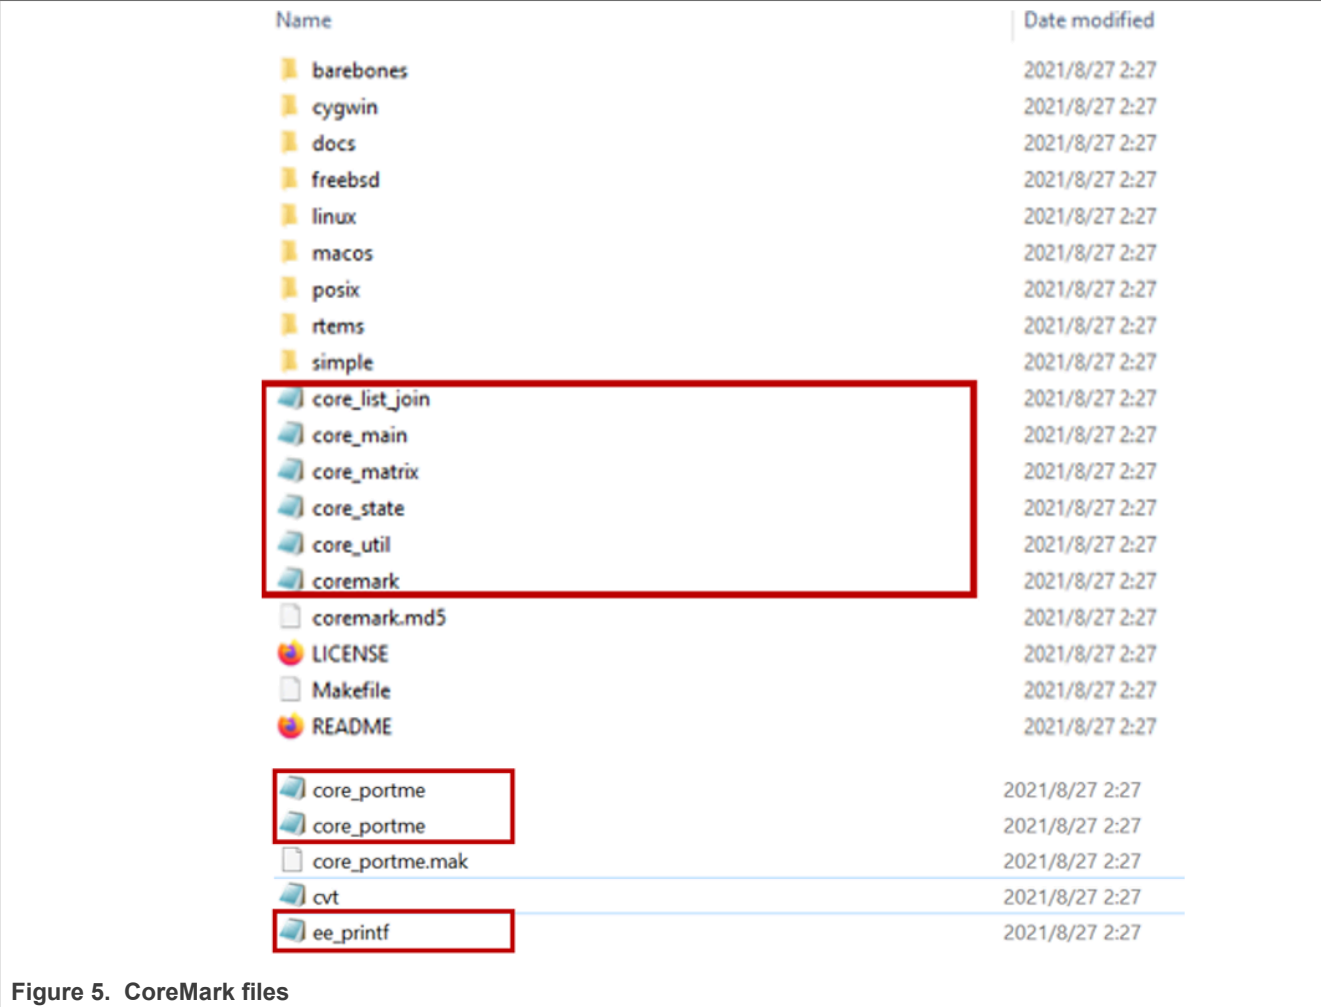 Name Date modified
barebones 2021/8/27 2:27
cygwin 2021/8/27 2:27
docs 2021/8/27 2:27
freebsd 2021/8/27 2:27
linux 2021/8/27 2:27
macos 2021/8/27 2:27
posix 2021/8/27 2:27
rtems 2021/8/27 2:27
simple 2021/8/27 2:27
core_list_join 2021/8/27 2:27
core_main 2021/8/27 2:27
core_matrix 2021/8/27 2:27
core_state 2021/8/27 2:27
core_util 2021/8/27 2:27
coremark 2021/8/27 2:27
coremark.md5 2021/8/27 2:27
LICENSE 2021/8/27 2:27
Makefile 2021/8/27 2:27
README 2021/8/27 2:27
core_portme 2021/8/27 2:27
core_portme 2021/8/27 2:27
core_portme.mak 2021/8/27 2:27
cvt 2021/8/27 2:27
ee_printf 2021/8/27 2:27
Figure 5. CoreMark files